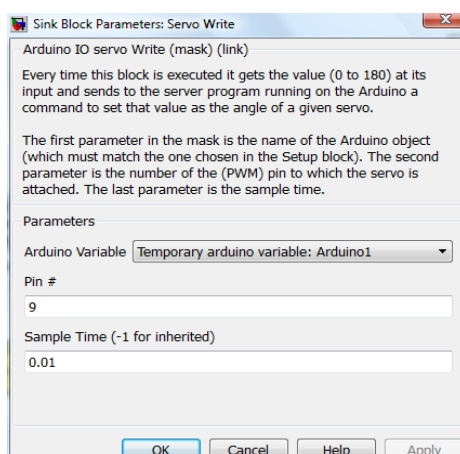 Sink Block Parameters: Servo Write
Arduino IO servo Write (mask) (link)
Every time this block is executed it gets the value (0 to 180) at its
input and sends to the server program running on the Arduino a
command to set that value as the angle of a given servo.
The first parameter in the mask is the name of the Arduino object
(which must match the one chosen in the Setup block). The second
parameter is the number of the (PWM) pin to which the servo is
attached. The last parameter is the sample time.
Parameters
Arduino Variable Temporary arduino variable: Arduino1
Pin #
9
Sample Time (-1 for inherited)
0.01
OK Cancel Help Apply